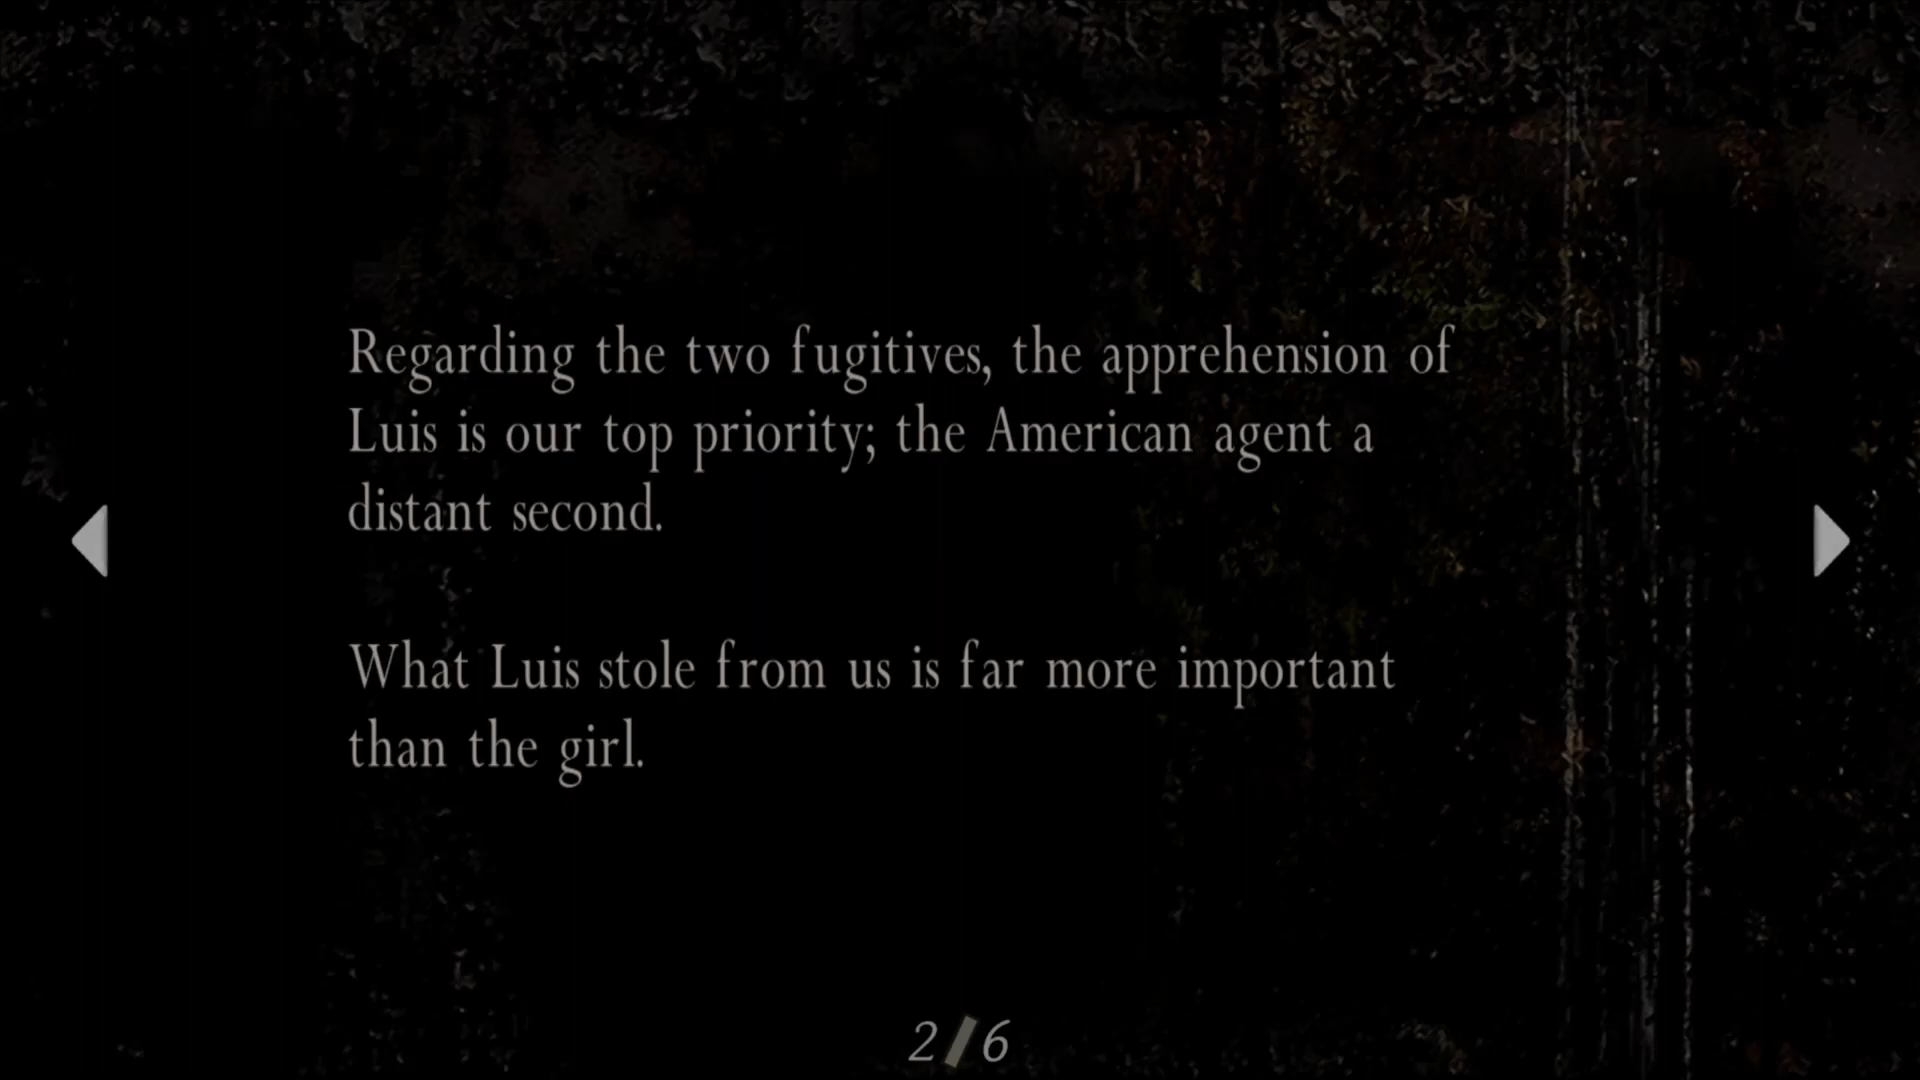 Regarding the two fugitives, the apprehension of
Luis is our top priority; the American agent a
distant second.
What Luis stole from us is far more important
than the girl.
2/6